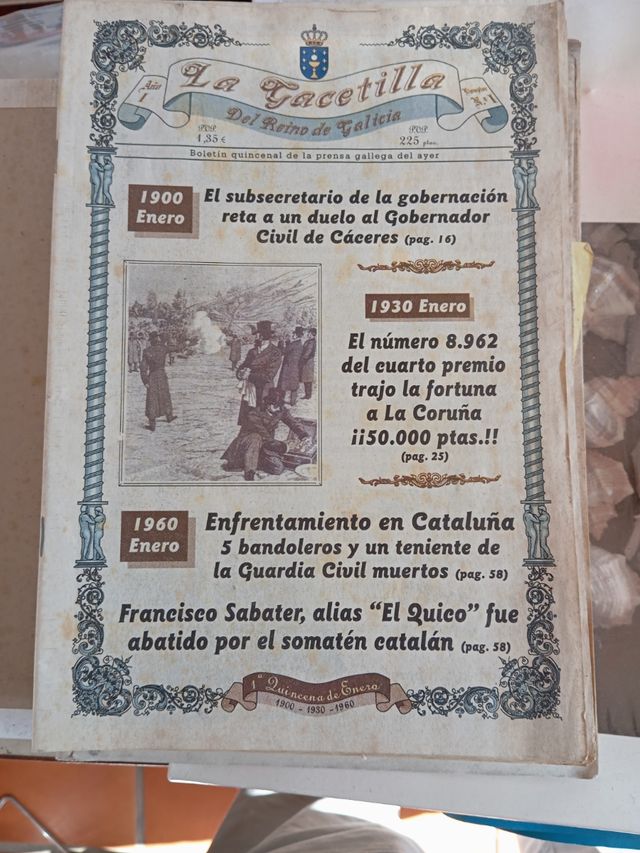 La Gacetilla
Del Reino de Galicia
Año
I
Ejemplar
N.º 1
P.V.P.
1,35 €
P.V.P.
225 ptas.
Boletín quincenal de la prensa gallega del ayer
1900
Enero
El subsecretario de la gobernación
reta a un duelo al Gobernador
Civil de Cáceres (pag. 16)
1930 Enero
El número 8.962
del cuarto premio
trajo la fortuna
a La Coruña
¡¡50.000 ptas.!!
(pag. 25)
1960
Enero
Enfrentamiento en Cataluña
5 bandoleros y un teniente de
la Guardia Civil muertos (pag. 58)
Francisco Sabater, alias “El Quico” fue
abatido por el somatén catalán (pag. 58)
1ª Quincena de Enero
1900 - 1930 - 1960